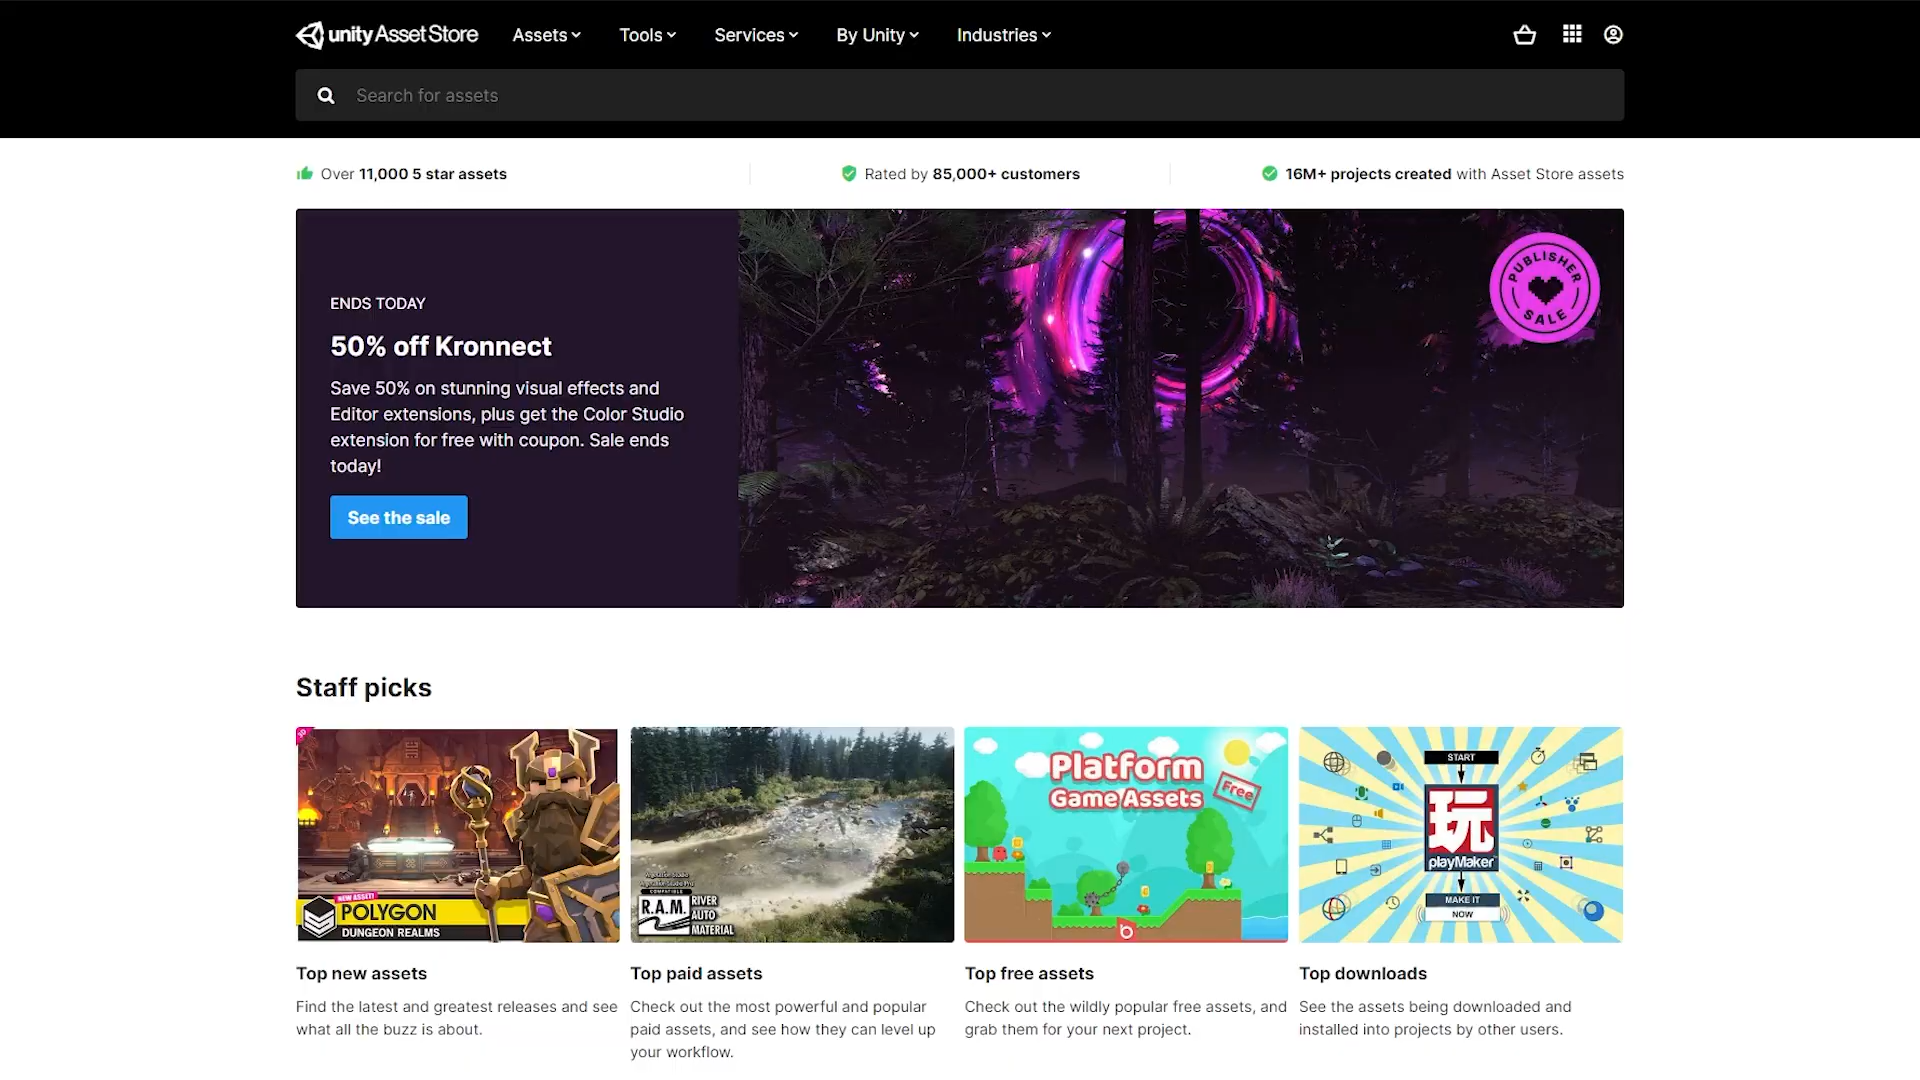 unity Asset Store
Assets
Tools
Services
By Unity
Industries
Search for assets
Over 11,000 5 star assets
Rated by 85,000+ customers
16M+ projects created with Asset Store assets
ENDS TODAY
50% off Kronnect
Save 50% on stunning visual effects and
Editor extensions, plus get the Color Studio
extension for free with coupon. Sale ends
today!
See the sale
PUBLISHER
SALE
Staff picks
NEW ASSET!
POLYGON
DUNGEON REALMS
Vegetation Studio
Vegetation Studio Pro
COMPATIBLE
R.A.M.
RIVER
AUTO
MATERIAL
Platform
Game Assets
Free
START
玩
playMaker
MAKE IT
NOW
Top new assets
Find the latest and greatest releases and see
what all the buzz is about.
Top paid assets
Check out the most powerful and popular
paid assets, and see how they can level up
your workflow.
Top free assets
Check out the wildly popular free assets, and
grab them for your next project.
Top downloads
See the assets being downloaded and
installed into projects by other users.